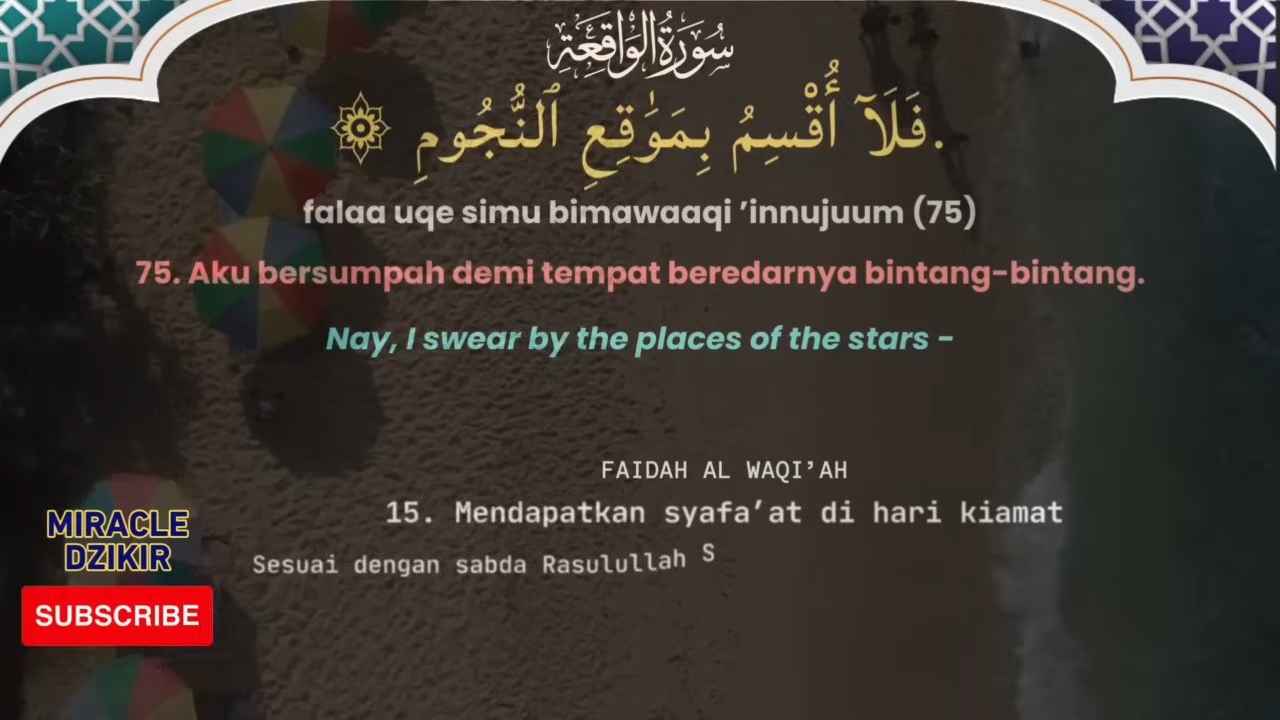 سُورَةُ الْوَاقِعَةِ
فَلَآ أُقْسِمُ بِمَوَٰقِعِ ٱلنُّجُومِ.
falaa uqe simu bimawaaqi ’innujuum (75)
75. Aku bersumpah demi tempat beredarnya bintang-bintang.
Nay, I swear by the places of the stars -
FAIDAH AL WAQI’AH
15. Mendapatkan syafa’at di hari kiamat
Sesuai dengan sabda Rasulullah S
MIRACLE
DZIKIR
SUBSCRIBE